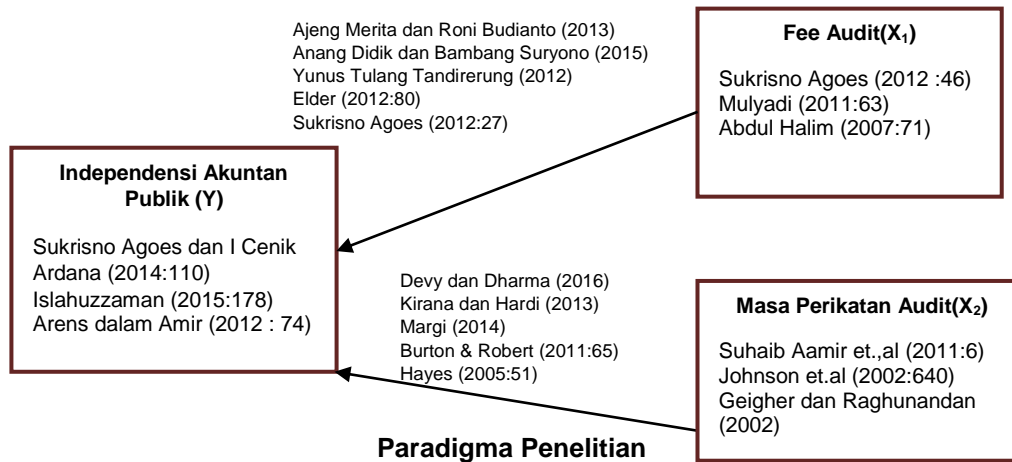 Ajeng Merita dan Roni Budianto (2013)
Anang Didik dan Bambang Suryono (2015)
Yunus Tulang Tandirerung (2012)
Elder (2012:80)
Sukrisno Agoes (2012:27)
Fee Audit(X₁)
Sukrisno Agoes (2012 :46)
Mulyadi (2011:63)
Abdul Halim (2007:71)
Independensi Akuntan
Publik (Y)
Sukrisno Agoes dan I Cenik
Ardana (2014:110)
Islahuzzaman (2015:178)
Arens dalam Amir (2012 : 74)
Devy dan Dharma (2016)
Kirana dan Hardi (2013)
Margi (2014)
Burton & Robert (2011:65)
Hayes (2005:51)
Masa Perikatan Audit(X₂)
Suhaib Aamir et.,al (2011:6)
Johnson et.al (2002:640)
Geigher dan Raghunandan
(2002)
Paradigma Penelitian